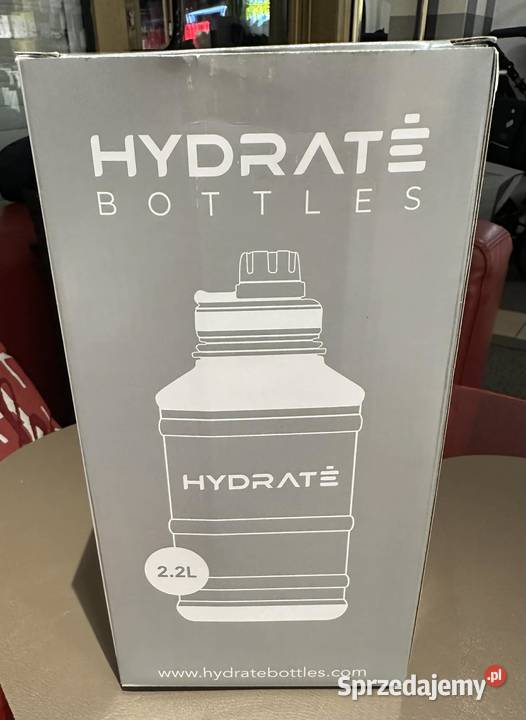 HYDRATĖ
BOTTLES
HYDRATĖ
2.2L
www.hydratebottles.com
Sprzedajemy.pl